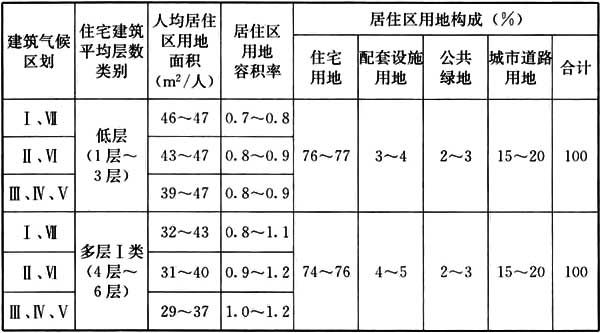 建筑气候区划 住宅建筑平均层数类别 人均居住区用地面积（m²/人） 居住区用地容积率 居住区用地构成（%）
住宅用地 配套设施用地 公共绿地 城市道路用地 合计
Ⅰ、Ⅶ 低层（1层～3层） 46～47 0.7～0.8 76～77 3～4 2～3 15～20 100
Ⅱ、Ⅵ 43～47 0.8～0.9
Ⅲ、Ⅳ、Ⅴ 39～47 0.8～0.9
Ⅰ、Ⅶ 多层Ⅰ类（4层～6层） 32～43 0.8～1.1 74～76 4～5 2～3 15～20 100
Ⅱ、Ⅵ 31～40 0.9～1.2
Ⅲ、Ⅳ、Ⅴ 29～37 1.0～1.2